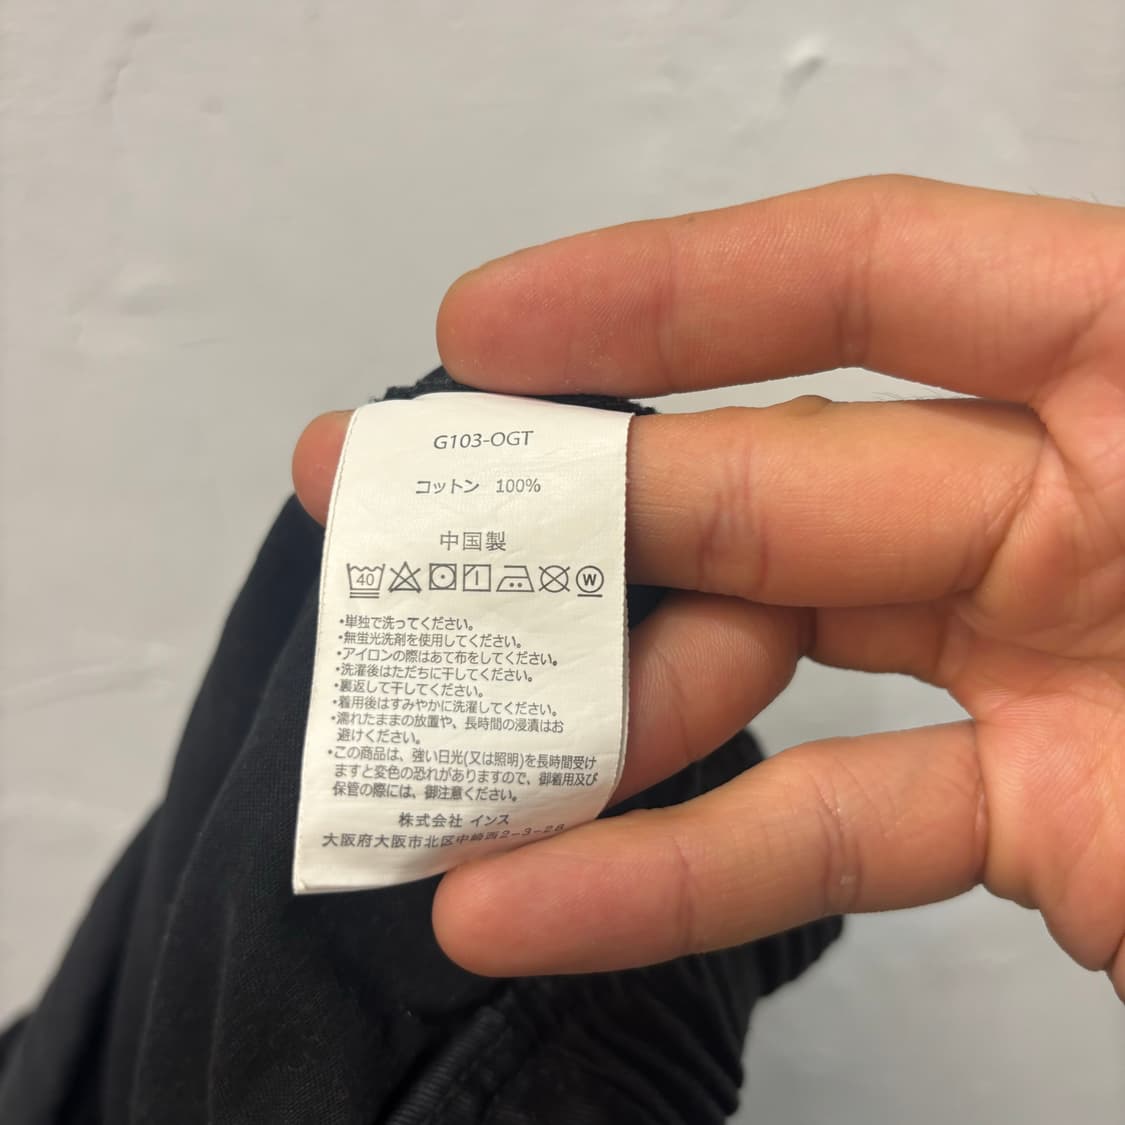 G103-OGT
コットン 100%
中国製
40
W
・単独で洗ってください。
・無蛍光洗剤を使用してください。
・アイロンの際はあて布をしてください。
・洗濯後はただちに干してください。
・裏返して干してください。
・着用後はすみやかに洗濯してください。
・濡れたままの放置や、長時間の浸漬はお
避けください。
・この商品は、強い日光(又は照明)を長時間受け
ますと変色の恐れがありますので、御着用及び
保管の際には、御注意ください。
株式会社 インス
大阪府大阪市北区中崎西2-3-28